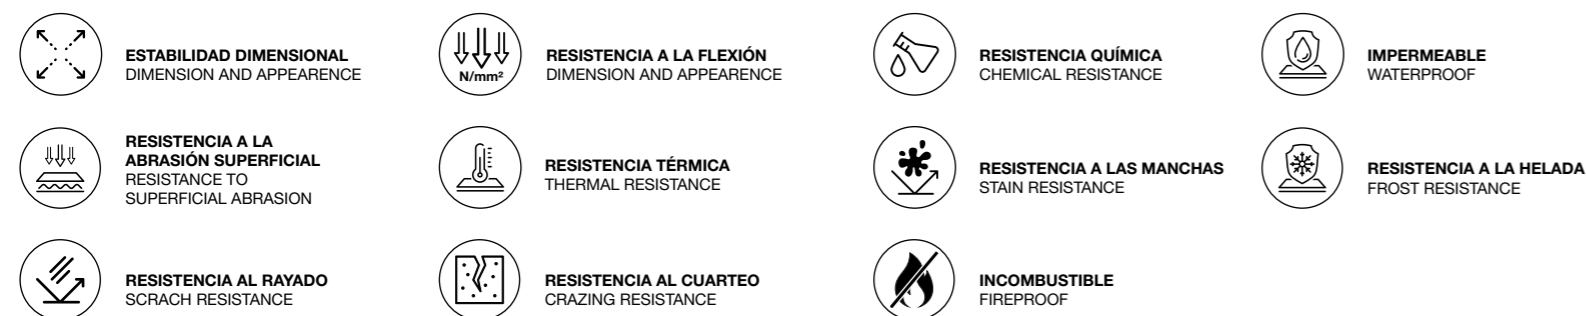 ESTABILIDAD DIMENSIONAL
DIMENSION AND APPEARENCE
N/mm²
RESISTENCIA A LA FLEXIÓN
DIMENSION AND APPEARENCE
RESISTENCIA QUÍMICA
CHEMICAL RESISTANCE
IMPERMEABLE
WATERPROOF
RESISTENCIA A LA
ABRASIÓN SUPERFICIAL
RESISTANCE TO
SUPERFICIAL ABRASION
RESISTENCIA TÉRMICA
THERMAL RESISTANCE
RESISTENCIA A LAS MANCHAS
STAIN RESISTANCE
RESISTENCIA A LA HELADA
FROST RESISTANCE
RESISTENCIA AL RAYADO
SCRACH RESISTANCE
RESISTENCIA AL CUARTEO
CRAZING RESISTANCE
INCOMBUSTIBLE
FIREPROOF